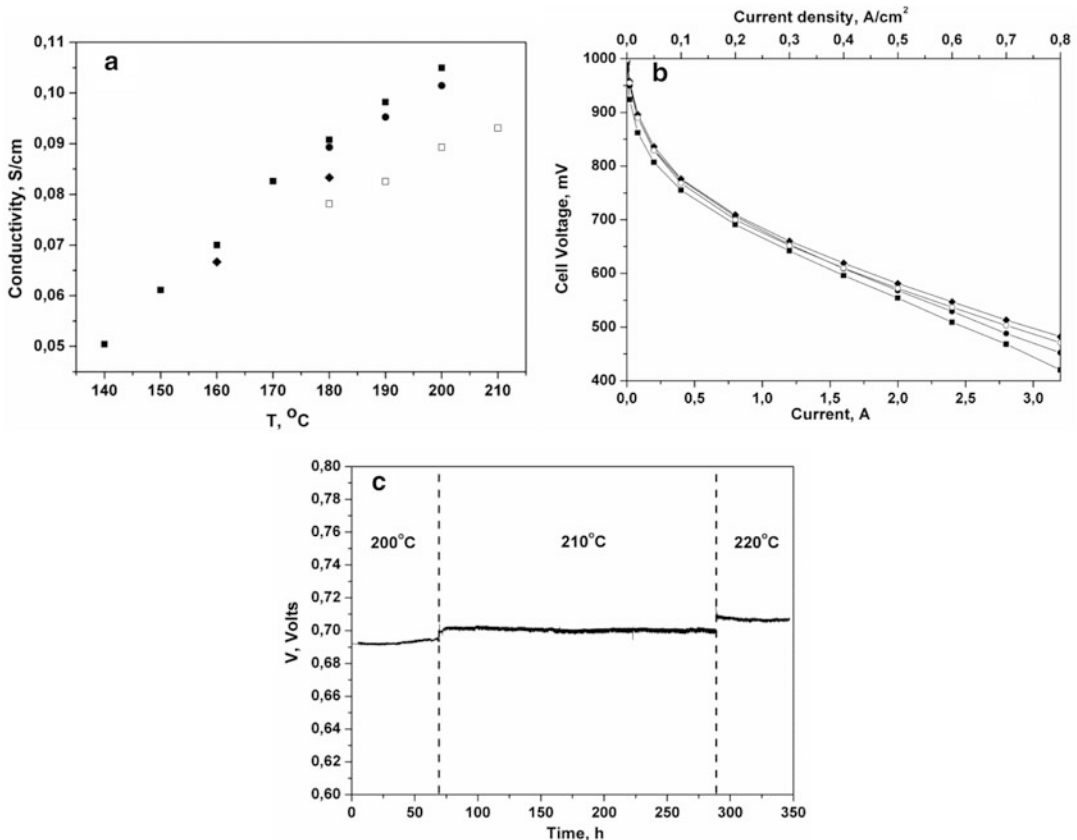 a
0,11
0,10
0,09
0,08
0,07
0,06
0,05
Conductivity, S/cm
140 150 160 170 180 190 200 210
T, °C
Current density, A/cm²
0,0 0,1 0,2 0,3 0,4 0,5 0,6 0,7 0,8
b
1000
900
800
700
600
500
400
Cell Voltage, mV
0,0 0,5 1,0 1,5 2,0 2,5 3,0
Current, A
c
0,80
0,78
0,76
0,74
0,72
0,70
0,68
0,66
0,64
0,62
0,60
V, Volts
200°C 210°C 220°C
0 50 100 150 200 250 300 350
Time, h